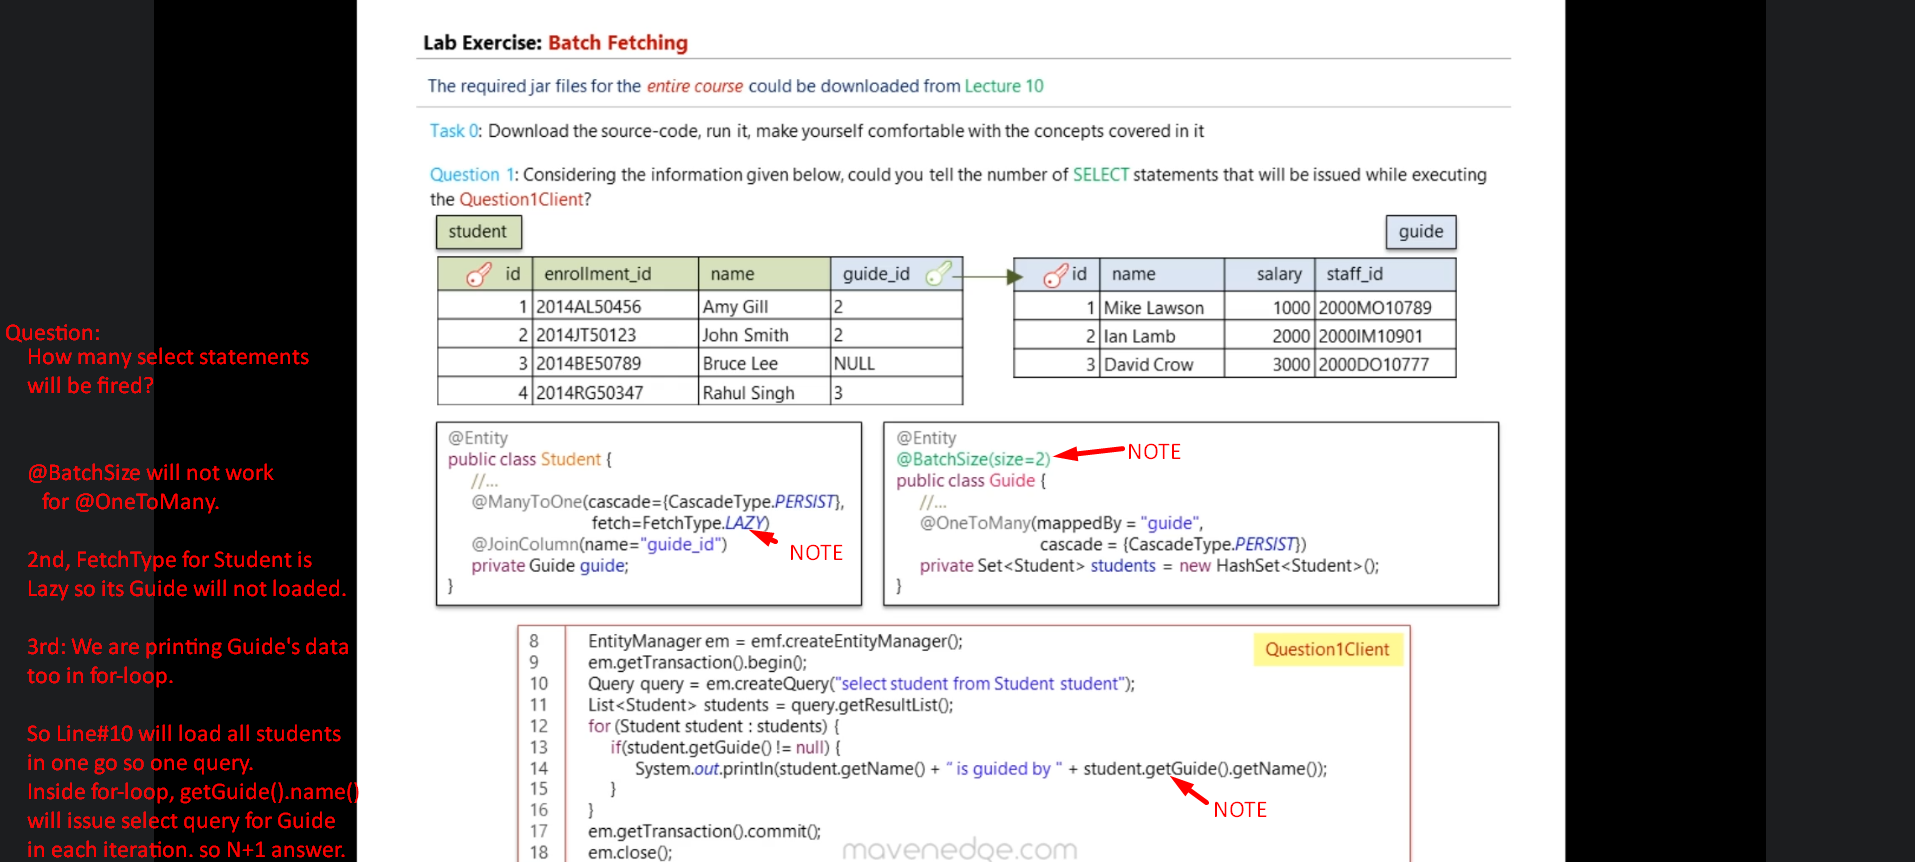 Lab Exercise: Batch Fetching
The required jar files for the entire course could be downloaded from Lecture 10
Task 0: Download the source-code, run it, make yourself comfortable with the concepts covered in it
Question 1: Considering the information given below, could you tell the number of SELECT statements that will be issued while executing
the Question1Client?
student
id enrollment_id name guide_id
1 2014AL50456 Amy Gill 2
2 2014JT50123 John Smith 2
3 2014BE50789 Bruce Lee NULL
4 2014RG50347 Rahul Singh 3
guide
id name salary staff_id
1 Mike Lawson 1000 2000MO10789
2 Ian Lamb 2000 2000IM10901
3 David Crow 3000 2000DO10777
Question:
How many select statements
will be fired?
@BatchSize will not work
for @OneToMany.
2nd, FetchType for Student is
Lazy so its Guide will not loaded.
3rd: We are printing Guide's data
too in for-loop.
So Line#10 will load all students
in one go so one query.
Inside for-loop, getGuide().name()
will issue select query for Guide
in each iteration. so N+1 answer.
@Entity
public class Student {
//...
@ManyToOne(cascade={CascadeType.PERSIST},
fetch=FetchType.LAZY)
@JoinColumn(name="guide_id")
private Guide guide;
}
NOTE
@Entity
@BatchSize(size=2)
public class Guide {
//...
@OneToMany(mappedBy = "guide",
cascade = {CascadeType.PERSIST})
private Set<Student> students = new HashSet<Student>();
}
NOTE
Question1Client
8 EntityManager em = emf.createEntityManager();
9 em.getTransaction().begin();
10 Query query = em.createQuery("select student from Student student");
11 List<Student> students = query.getResultList();
12 for (Student student : students) {
13 if(student.getGuide() != null) {
14 System.out.println(student.getName() + " is guided by " + student.getGuide().getName());
15 }
16 }
17 em.getTransaction().commit();
18 em.close();
NOTE
mavenedge.com